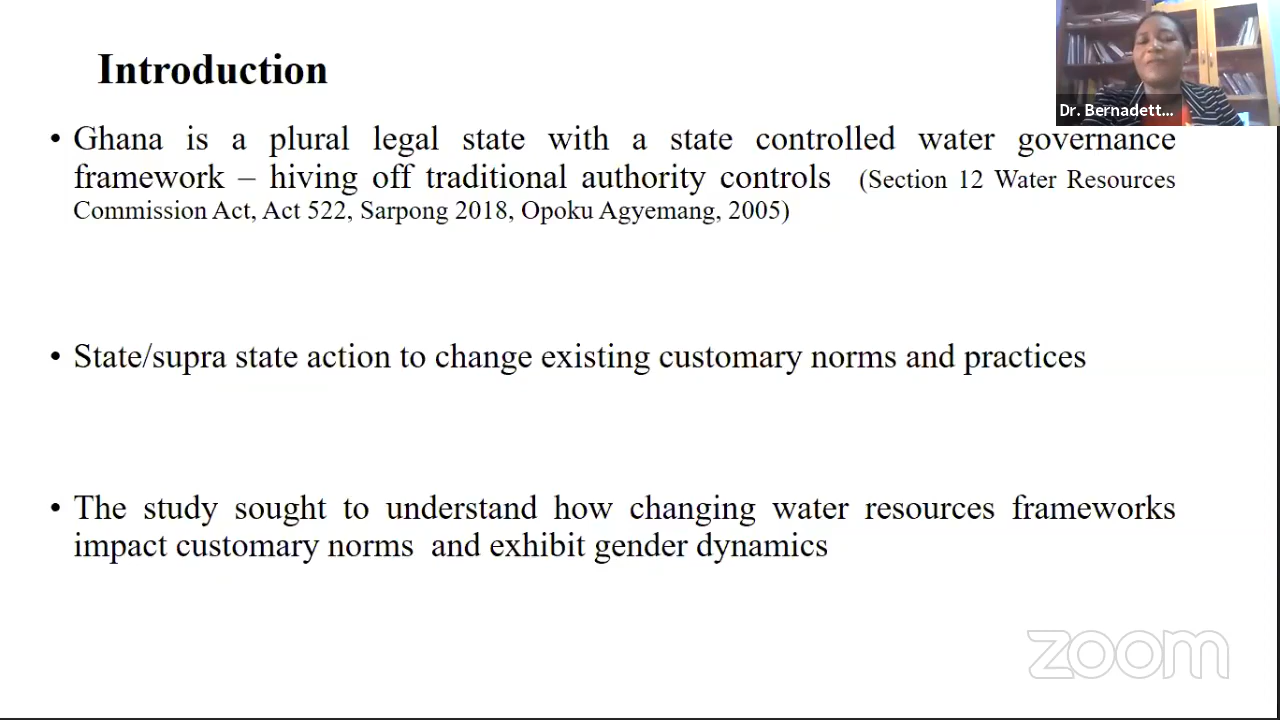 Introduction
Dr. Bernadett...
• Ghana is a plural legal state with a state controlled water governance
framework – hiving off traditional authority controls (Section 12 Water Resources
Commission Act, Act 522, Sarpong 2018, Opoku Agyemang, 2005)
• State/supra state action to change existing customary norms and practices
• The study sought to understand how changing water resources frameworks
impact customary norms and exhibit gender dynamics
zoom